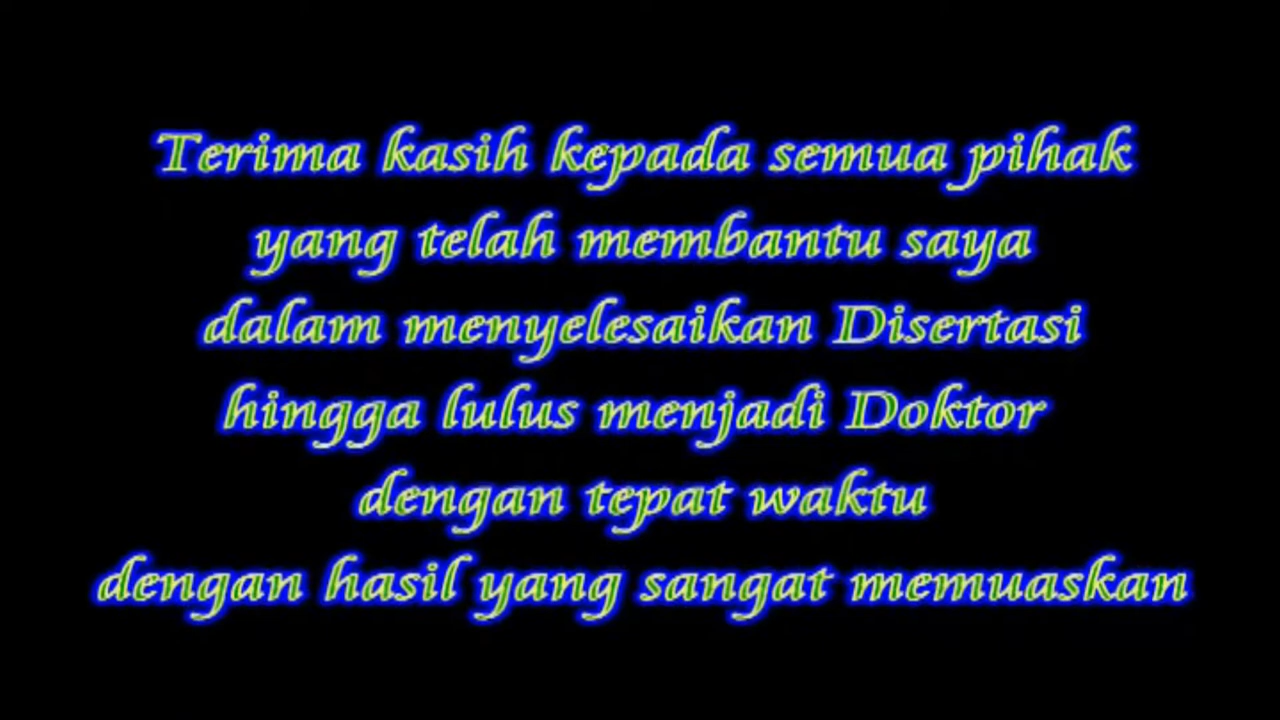 Terima kasih kepada semua pihak
yang telah membantu saya
dalam menyelesaikan Disertasi
hingga lulus menjadi Doktor
dengan tepat waktu
dengan hasil yang sangat memuaskan